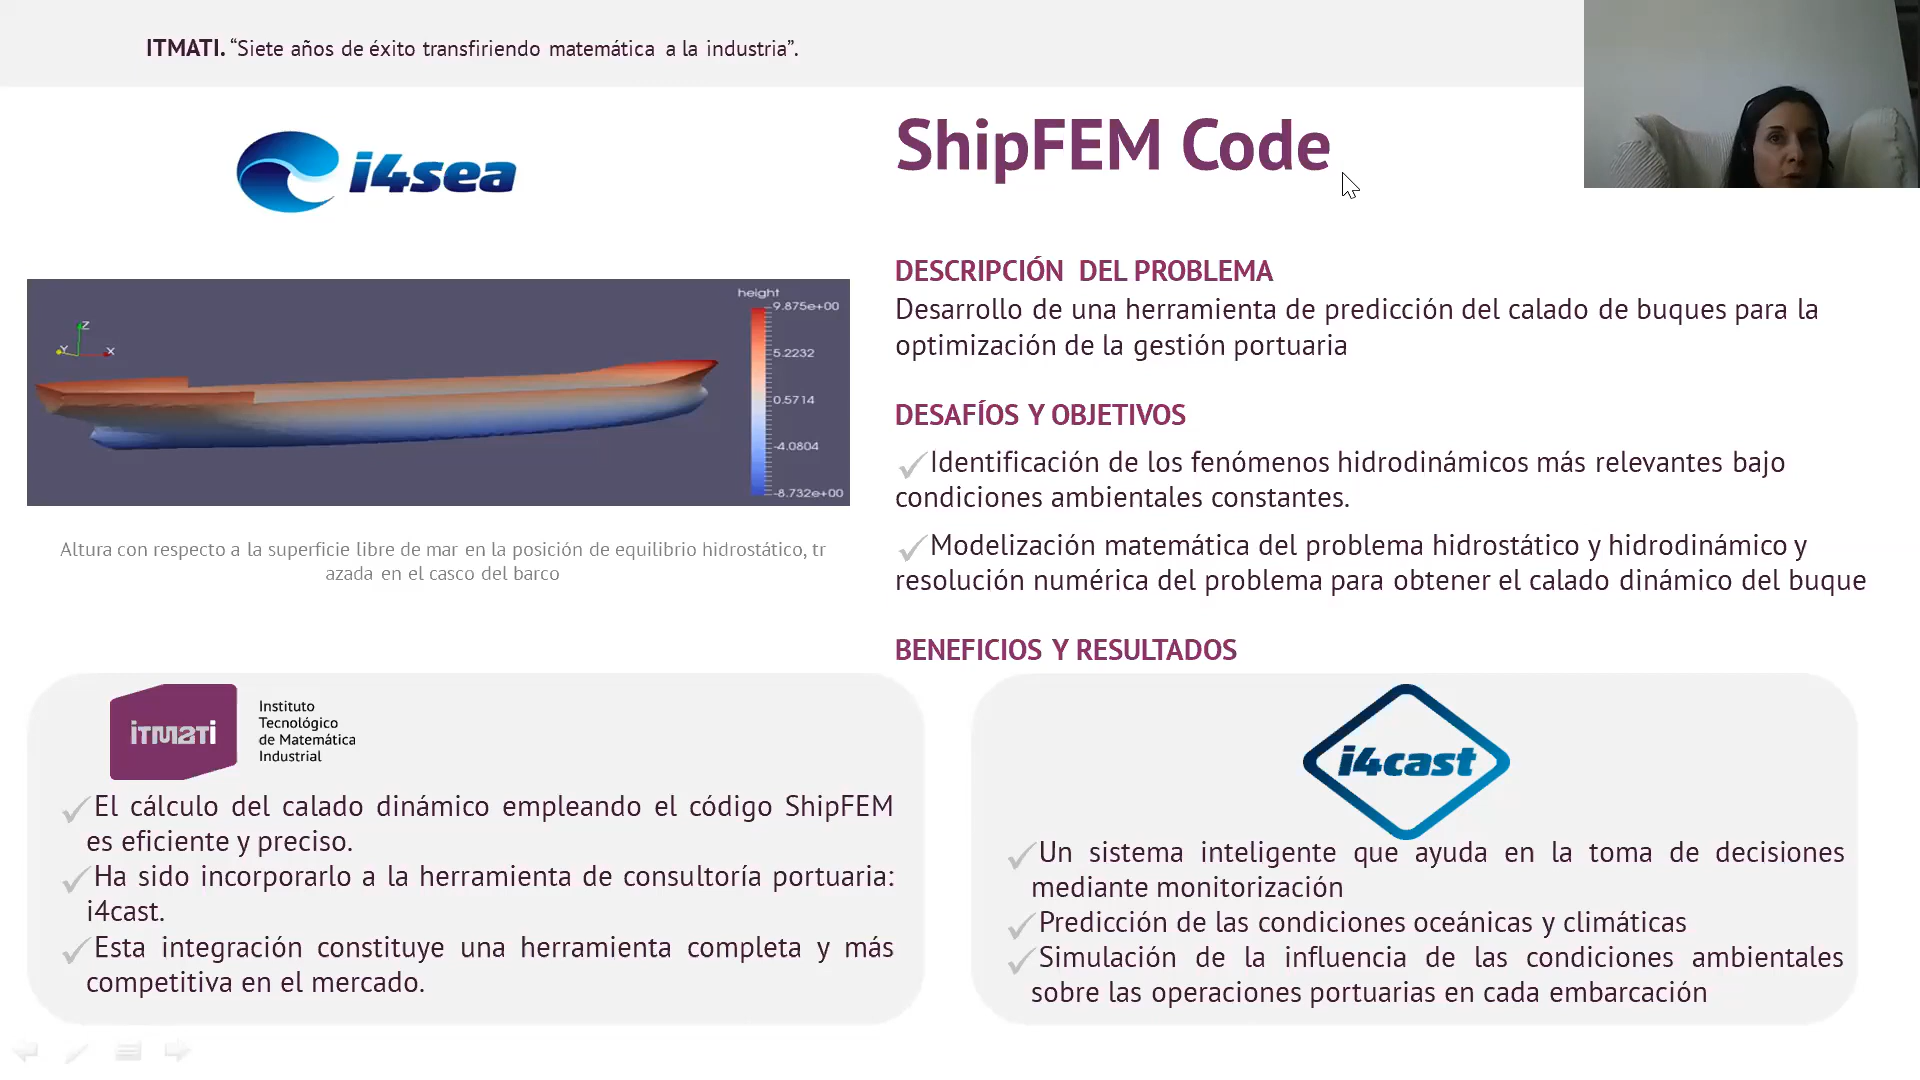 ITMATI. “Siete años de éxito transfiriendo matemática a la industria”.
i4sea
ShipFEM Code
height
9.875e+00
5.2232
0.5714
-4.0804
-8.732e+00
Z
Y
X
Altura con respecto a la superficie libre de mar en la posición de equilibrio hidrostático, tr
azada en el casco del barco
DESCRIPCIÓN DEL PROBLEMA
Desarrollo de una herramienta de predicción del calado de buques para la
optimización de la gestión portuaria
DESAFÍOS Y OBJETIVOS
✓Identificación de los fenómenos hidrodinámicos más relevantes bajo
condiciones ambientales constantes.
✓Modelización matemática del problema hidrostático y hidrodinámico y
resolución numérica del problema para obtener el calado dinámico del buque
BENEFICIOS Y RESULTADOS
itmati
Instituto
Tecnológico
de Matemática
Industrial
✓El cálculo del calado dinámico empleando el código ShipFEM
es eficiente y preciso.
✓Ha sido incorporarlo a la herramienta de consultoría portuaria:
i4cast.
✓Esta integración constituye una herramienta completa y más
competitiva en el mercado.
i4cast
✓Un sistema inteligente que ayuda en la toma de decisiones
mediante monitorización
✓Predicción de las condiciones oceánicas y climáticas
✓Simulación de la influencia de las condiciones ambientales
sobre las operaciones portuarias en cada embarcación